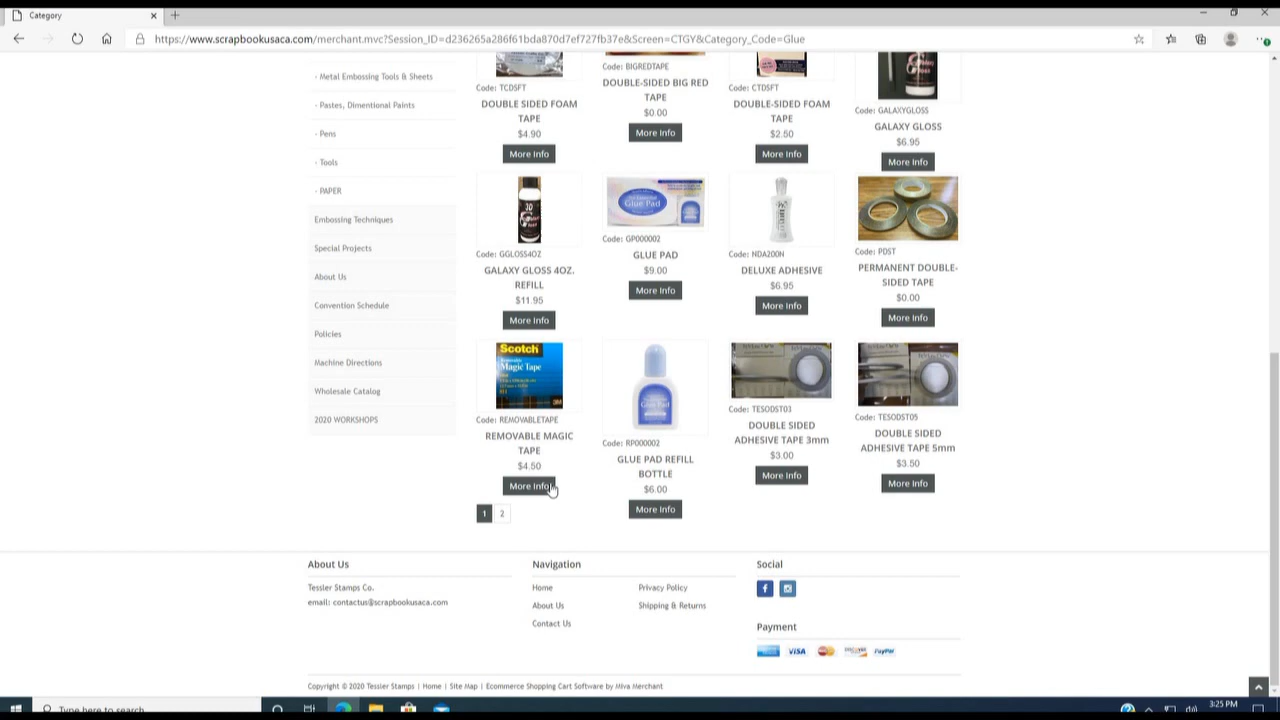 Category
https://www.scrapbookusaca.com/merchant.mvc?Session_ID=d236265a286f61bda870d7ef727fb37e&Screen=CTGY&Category_Code=Glue
- Metal Embossing Tools & Sheets
- Pastes, Dimentional Paints
- Pens
- Tools
- PAPER
Embossing Techniques
Special Projects
About Us
Convention Schedule
Policies
Machine Directions
Wholesale Catalog
2020 WORKSHOPS
Code: TCDSFT
DOUBLE SIDED FOAM
TAPE
$4.90
More Info
Code: BIGREDTAPE
DOUBLE-SIDED BIG RED
TAPE
$0.00
More Info
Code: CTDSFT
DOUBLE-SIDED FOAM
TAPE
$2.50
More Info
Code: GALAXYGLOSS
GALAXY GLOSS
$6.95
More Info
3D
Code: GGLOSS4OZ
GALAXY GLOSS 4OZ.
REFILL
$11.95
More Info
Glue Pad
Code: GP000002
GLUE PAD
$9.00
More Info
Code: NDA200N
DELUXE ADHESIVE
$6.95
More Info
Code: PDST
PERMANENT DOUBLE-
SIDED TAPE
$0.00
More Info
Scotch
Magic Tape
Code: REMOVABLETAPE
REMOVABLE MAGIC
TAPE
$4.50
More Info
Glue Pad
Code: RP000002
GLUE PAD REFILL
BOTTLE
$6.00
More Info
Code: TESODST03
DOUBLE SIDED
ADHESIVE TAPE 3mm
$3.00
More Info
Code: TESODST05
DOUBLE SIDED
ADHESIVE TAPE 5mm
$3.50
More Info
1 2
About Us
Tessler Stamps Co.
email: contactus@scrapbookusaca.com
Navigation
Home
About Us
Contact Us
Privacy Policy
Shipping & Returns
Social
Payment
VISA
DISCOVER
PayPal
Copyright © 2020 Tessler Stamps | Home | Site Map | Ecommerce Shopping Cart Software by Miva Merchant
Type here to search
3:25 PM